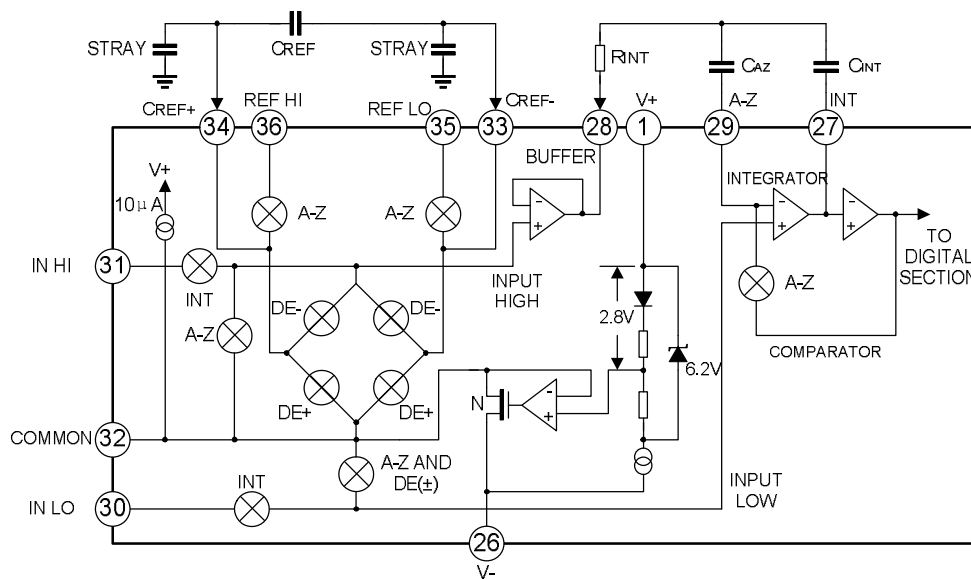 STRAY
CREF
STRAY
RINT
CAZ
CINT
CREF+
REF HI
REF LO
CREF-
V+
A-Z
INT
34
36
35
33
28
1
29
27
BUFFER
V+
10μA
A-Z
A-Z
INTEGRATOR
-
+
-
+
-
TO
DIGITAL
SECTION
IN HI
31
INT
INPUT
HIGH
A-Z
DE-
DE-
2.8V
A-Z
COMPARATOR
6.2V
DE+
DE+
N
-
+
COMMON
32
A-Z AND
DE(±)
INT
INPUT
LOW
IN LO
30
26
V-